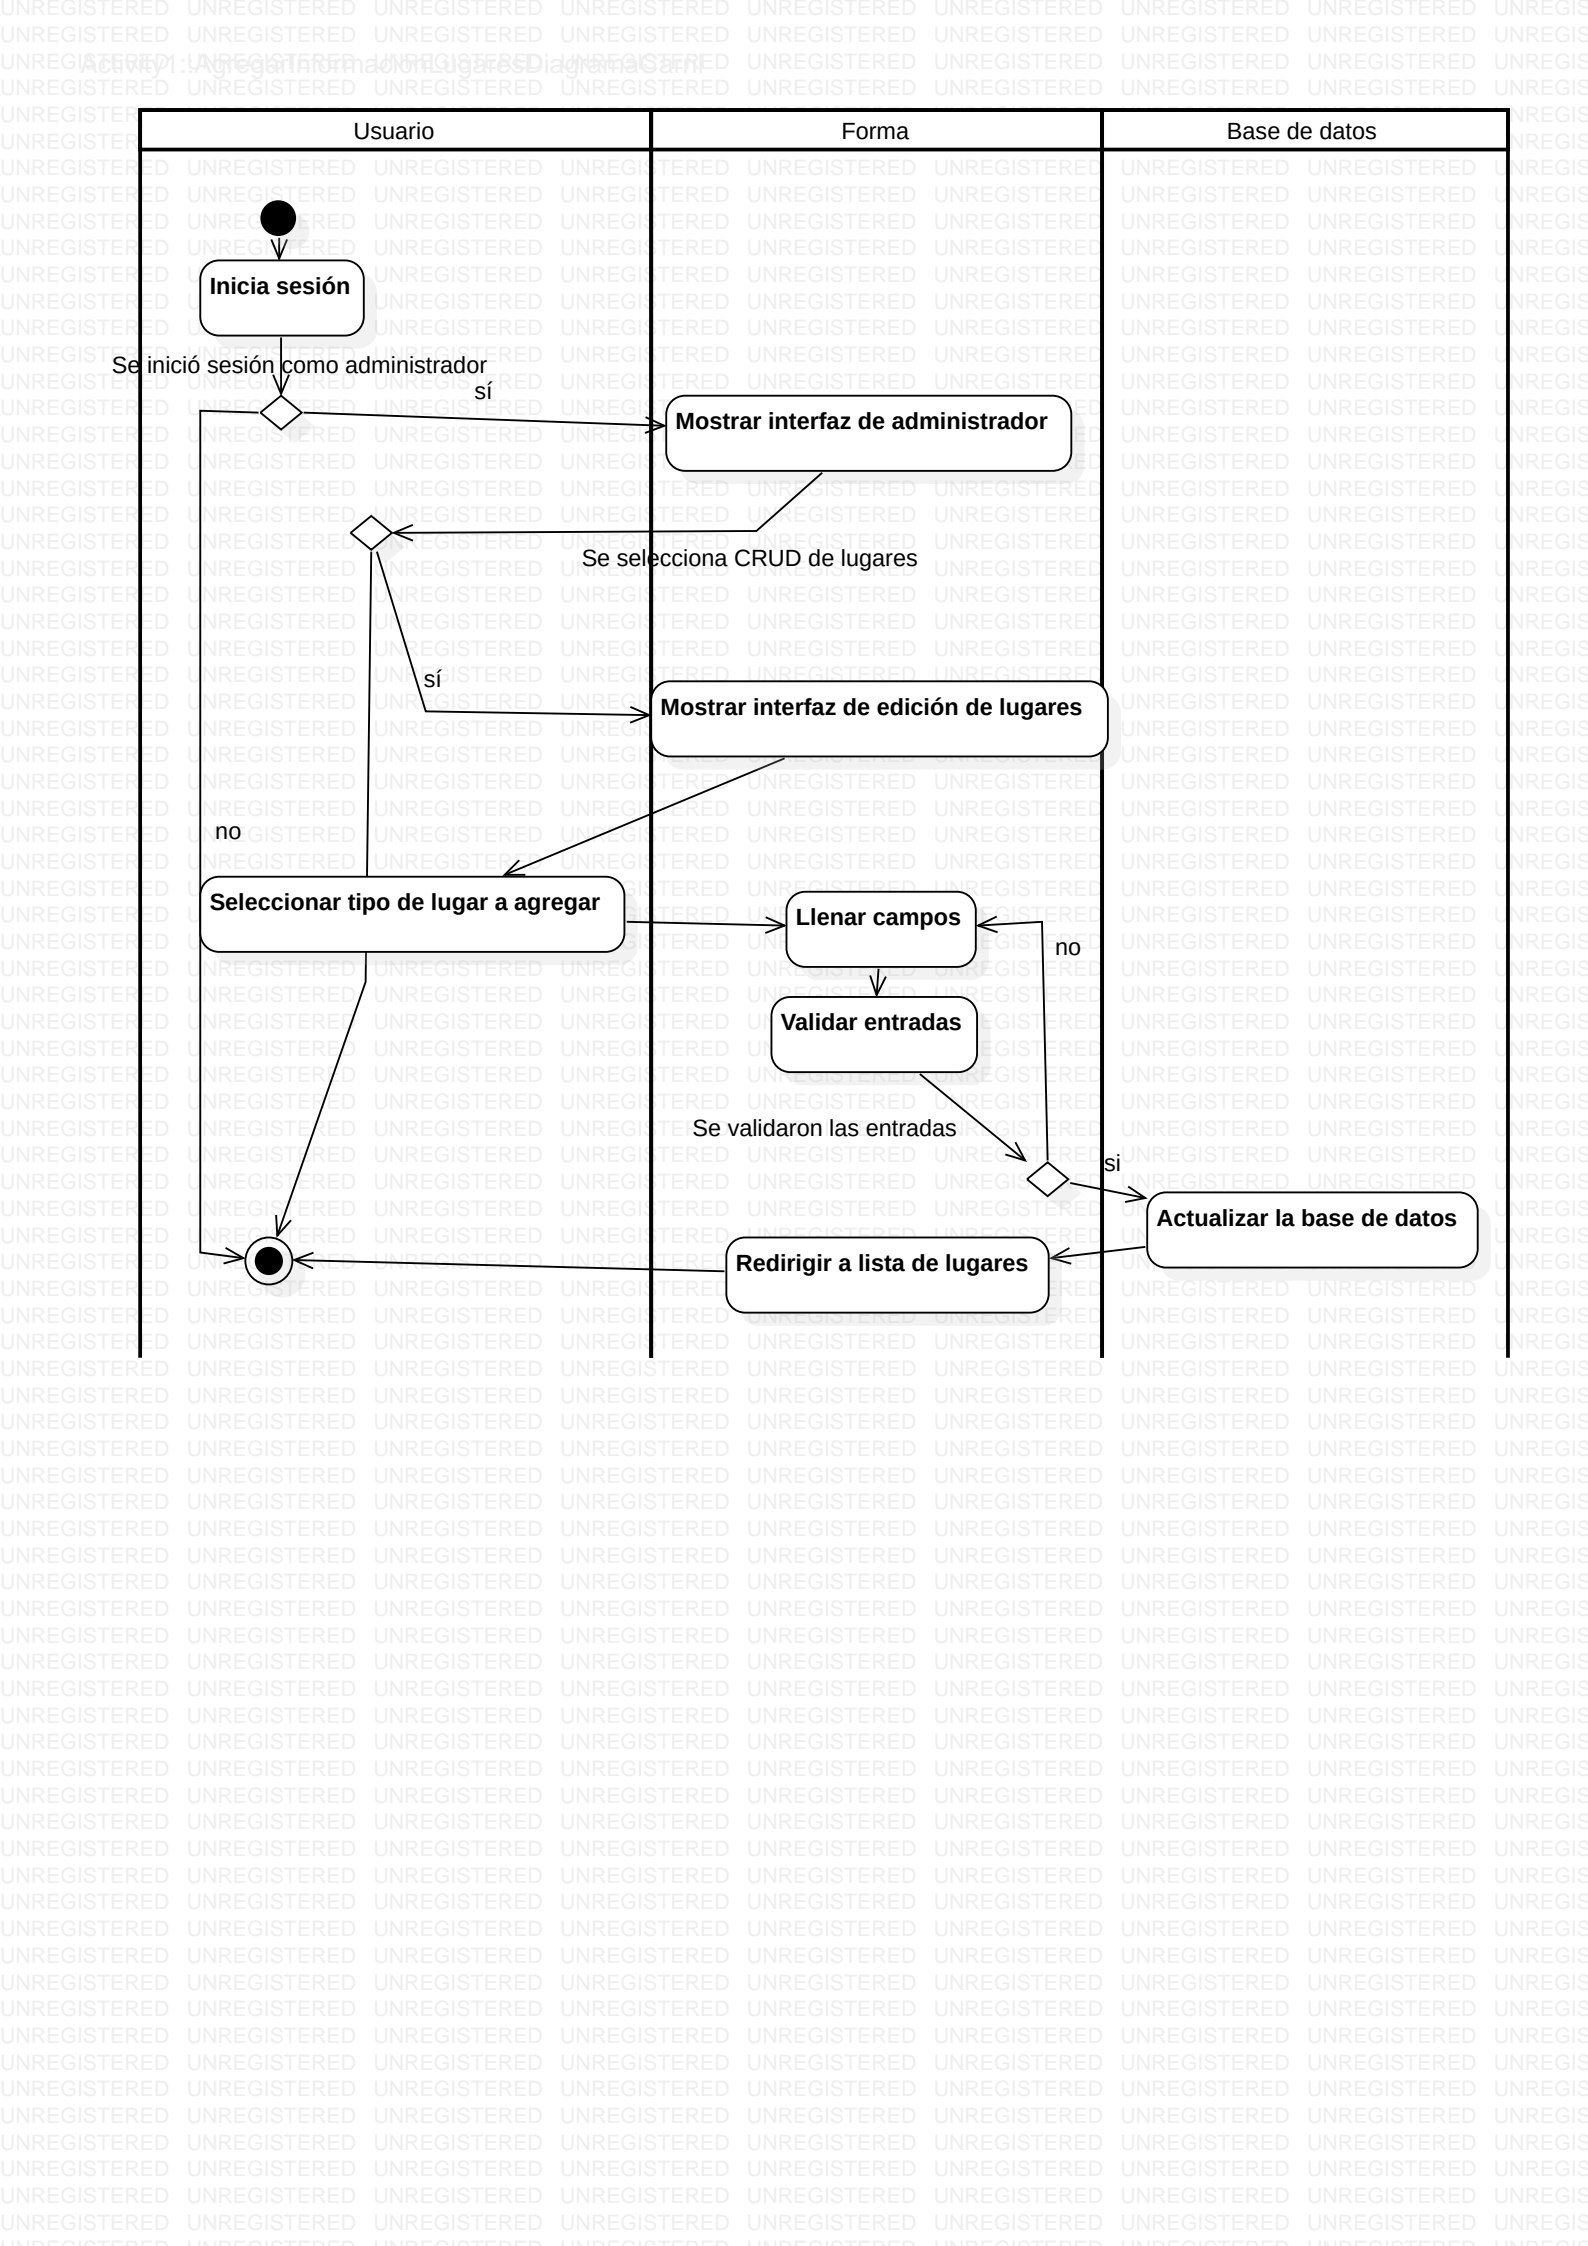 Activity1::AgregarInformaciónLugaresDiagramaCarril
Usuario
Forma
Base de datos
Inicia sesión
Se inició sesión como administrador
sí
Mostrar interfaz de administrador
Se selecciona CRUD de lugares
sí
Mostrar interfaz de edición de lugares
no
Seleccionar tipo de lugar a agregar
Llenar campos
no
Validar entradas
Se validaron las entradas
si
Actualizar la base de datos
Redirigir a lista de lugares
UNREGISTERED